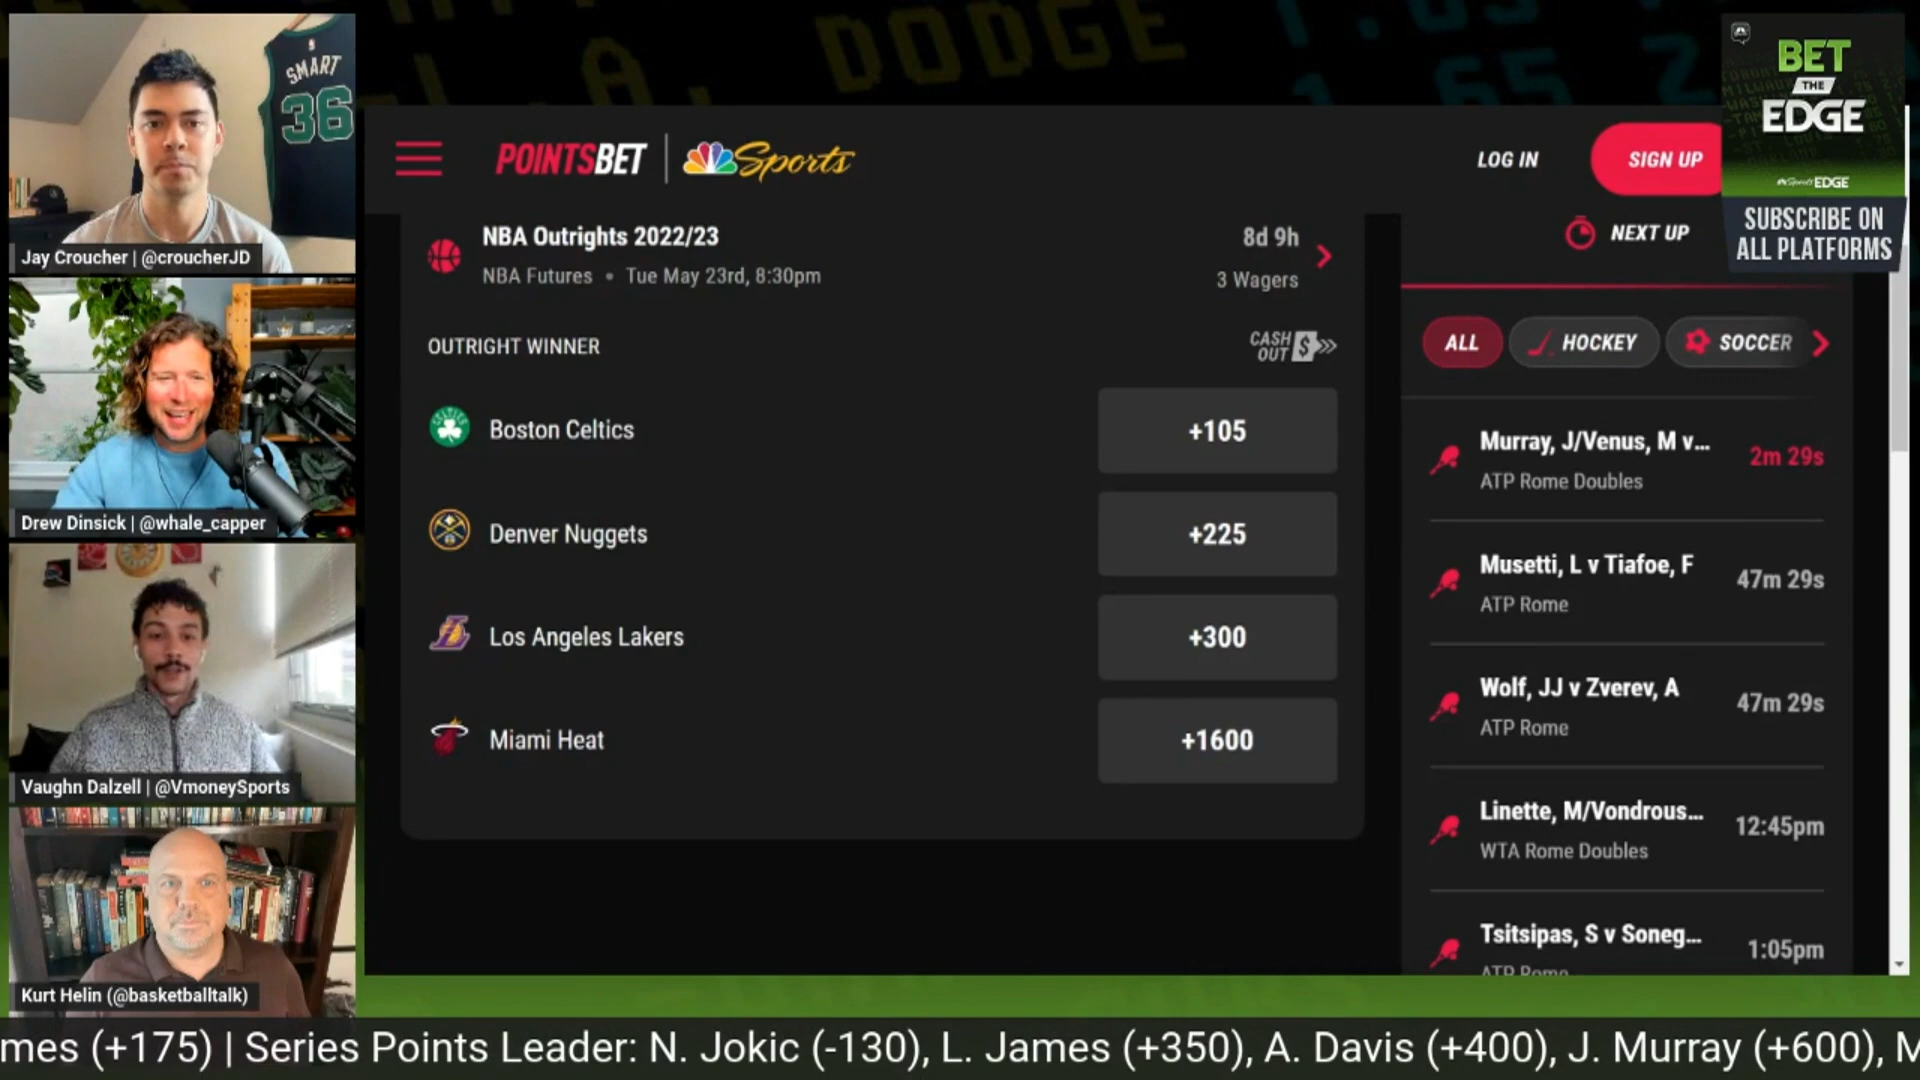 SMART
36
Jay Croucher | @croucherJD
Drew Dinsick | @whale_capper
Vaughn Dalzell | @VmoneySports
Kurt Helin (@basketballtalk)
L.A. DODGE
POINTSBET | Sports
LOG IN
SIGN UP
NBA Outrights 2022/23
8d 9h
NBA Futures • Tue May 23rd, 8:30pm
3 Wagers
OUTRIGHT WINNER
CASH OUT $
Boston Celtics
+105
Denver Nuggets
+225
Los Angeles Lakers
+300
Miami Heat
+1600
BET
THE
EDGE
Sports EDGE
SUBSCRIBE ON
ALL PLATFORMS
NEXT UP
ALL
HOCKEY
SOCCER
Murray, J/Venus, M v...
2m 29s
ATP Rome Doubles
Musetti, L v Tiafoe, F
47m 29s
ATP Rome
Wolf, JJ v Zverev, A
47m 29s
ATP Rome
Linette, M/Vondrous...
12:45pm
WTA Rome Doubles
Tsitsipas, S v Soneg...
1:05pm
ATP Rome
mes (+175) | Series Points Leader: N. Jokic (-130), L. James (+350), A. Davis (+400), J. Murray (+600), M